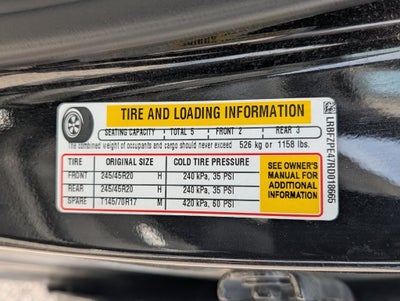 TIRE AND LOADING INFORMATION
SEATING CAPACITY TOTAL 5 FRONT 2 REAR 3
The combined weight of occupants and cargo should never exceed 526 kg or 1158 lbs.
TIRE ORIGINAL SIZE COLD TIRE PRESSURE
FRONT 245/45R20 H 240 kPa, 35 PSI
REAR 245/45R20 H 240 kPa, 35 PSI
SPARE T145/70R17 M 420 kPa, 60 PSI
SEE OWNER'S
MANUAL FOR
ADDITIONAL
INFORMATION
LRBFZPE47RD018665